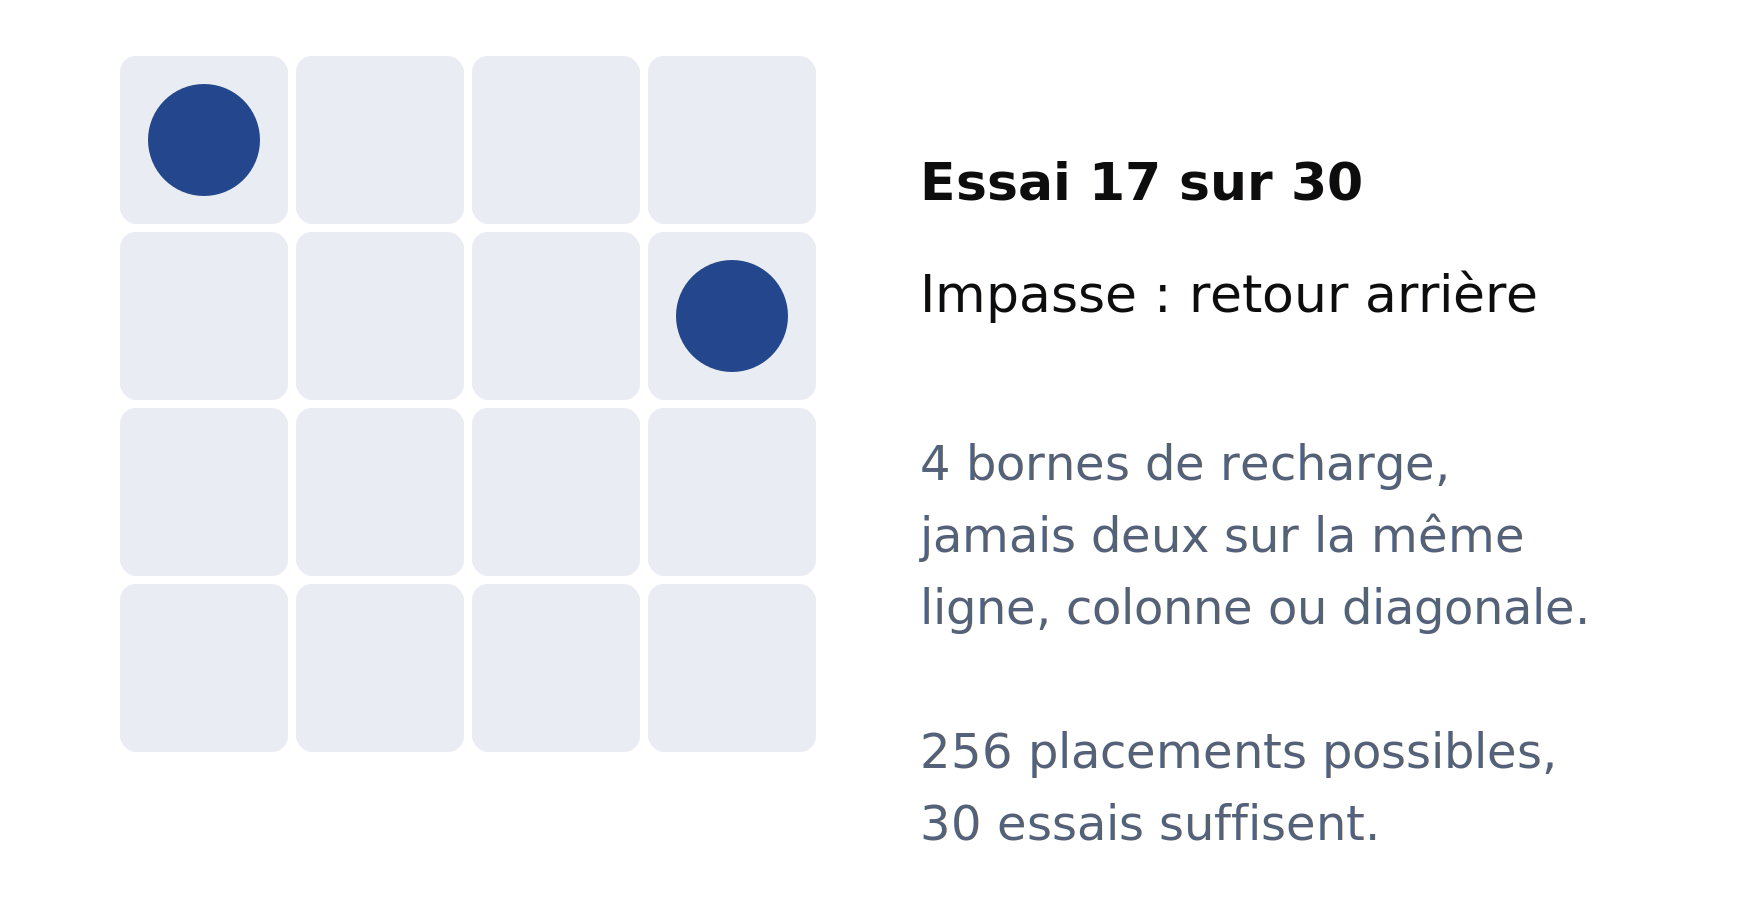 Essai 17 sur 30
Impasse : retour arrière
4 bornes de recharge,
jamais deux sur la même
ligne, colonne ou diagonale.
256 placements possibles,
30 essais suffisent.